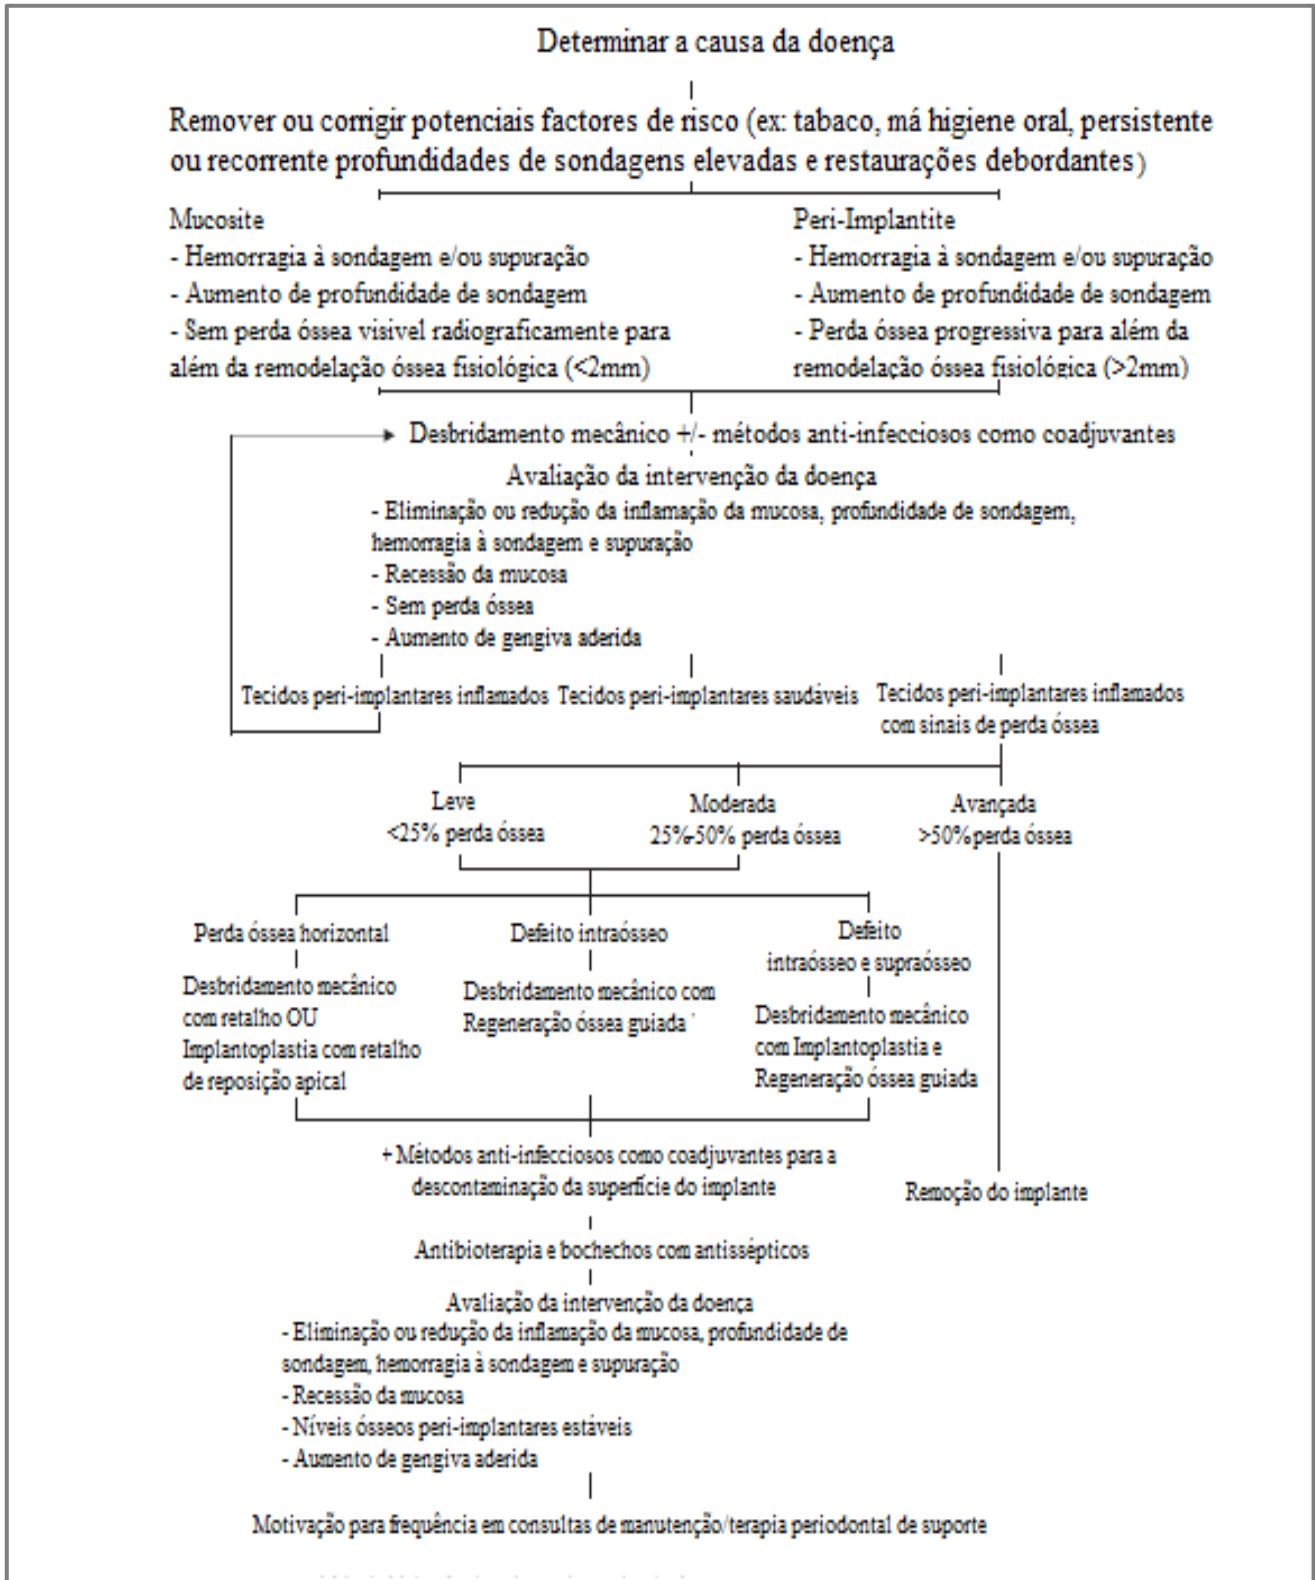 Determinar a causa da doença
Remover ou corrigir potenciais factores de risco (ex: tabaco, má higiene oral, persistente
ou recorrente profundidades de sondagens elevadas e restaurações debordantes)
Mucosite
- Hemorragia à sondagem e/ou supuração
- Aumento de profundidade de sondagem
- Sem perda óssea visivel radiograficamente para
além da remodelação óssea fisiológica (<2mm)
Peri-Implantite
- Hemorragia à sondagem e/ou supuração
- Aumento de profundidade de sondagem
- Perda óssea progressiva para além da
remodelação óssea fisiológica (>2mm)
Desbridamento mecânico +/- métodos anti-infecciosos como coadjuvantes
Avaliação da intervenção da doença
- Eliminação ou redução da inflamação da mucosa, profundidade de sondagem,
hemorragia à sondagem e supuração
- Recessão da mucosa
- Sem perda óssea
- Aumento de gengiva aderida
Tecidos peri-implantares inflamados
Tecidos peri-implantares saudáveis
Tecidos peri-implantares inflamados
com sinais de perda óssea
Leve
<25% perda óssea
Moderada
25%-50% perda óssea
Avançada
>50% perda óssea
Perda óssea horizontal
Desbridamento mecânico
com retalho OU
Implantoplastia com retalho
de reposição apical
Defeito intraósseo
Desbridamento mecânico com
Regeneração óssea guiada
Defeito
intraósseo e supraósseo
Desbridamento mecânico
com Implantoplastia e
Regeneração óssea guiada
+ Métodos anti-infecciosos como coadjuvantes para a
descontaminação da superfície do implante
Remoção do implante
Antibioterapia e bochechos com antissépticos
Avaliação da intervenção da doença
- Eliminação ou redução da inflamação da mucosa, profundidade de
sondagem, hemorragia à sondagem e supuração
- Recessão da mucosa
- Níveis ósseos peri-implantares estáveis
- Aumento de gengiva aderida
Motivação para frequência em consultas de manutenção/terapia periodontal de suporte